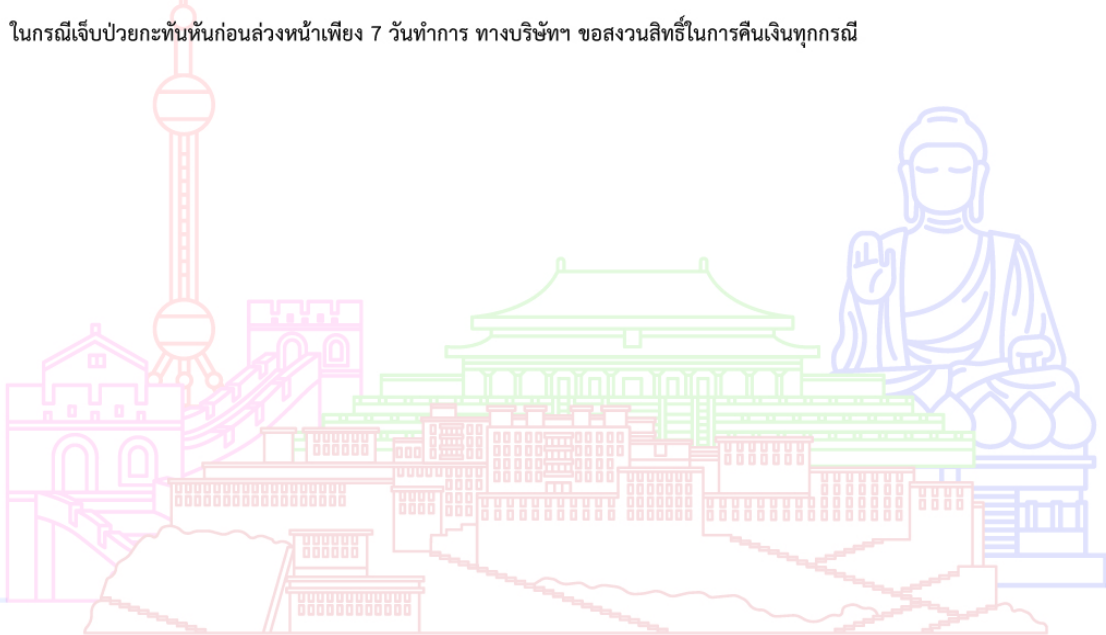 ในกรณีเจ็บป่วยกะทันหันก่อนล่วงหน้าเพียง 7 วันทำการ ทางบริษัทฯ ขอสงวนสิทธิ์ในการคืนเงินทุกกรณี